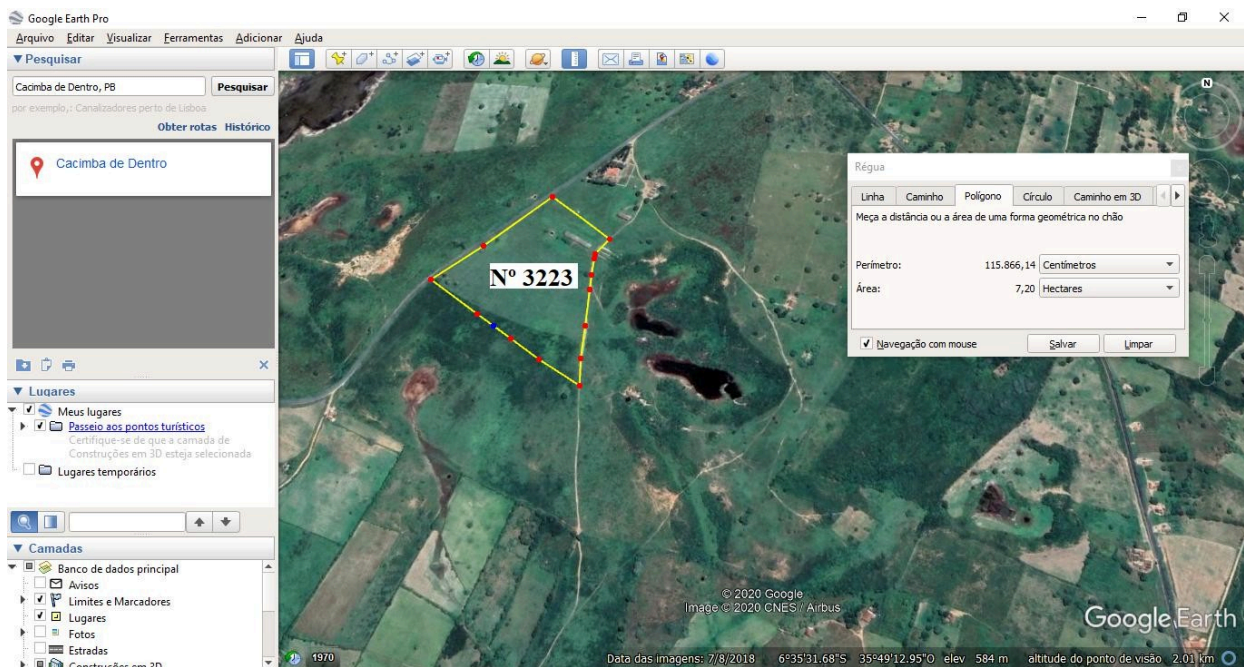 Google Earth Pro
Arquivo Editar Visualizar Ferramentas Adicionar Ajuda
Pesquisar
Cacimba de Dentro, PB
Pesquisar
por exemplo,: Canalizadores perto de Lisboa
Obter rotas Histórico
Cacimba de Dentro
Lugares
Meus lugares
Passeio aos pontos turísticos
Certifique-se de que a camada de
Construções em 3D esteja selecionada
Lugares temporários
Camadas
Banco de dados principal
Avisos
Limites e Marcadores
Lugares
Fotos
Estradas
Construções em 3D
N
Nº 3223
Régua
Linha Caminho Polígono Círculo Caminho em 3D
Meça a distância ou a área de uma forma geométrica no chão
Perímetro: 115.866,14 Centímetros
Área: 7,20 Hectares
Navegação com mouse Salvar Limpar
© 2020 Google
Image © 2020 CNES / Airbus
Google Earth
1970
Data das imagens: 7/8/2018 6°35'31.68"S 35°49'12.95"O elev 584 m altitude do ponto de visão 2.01 km